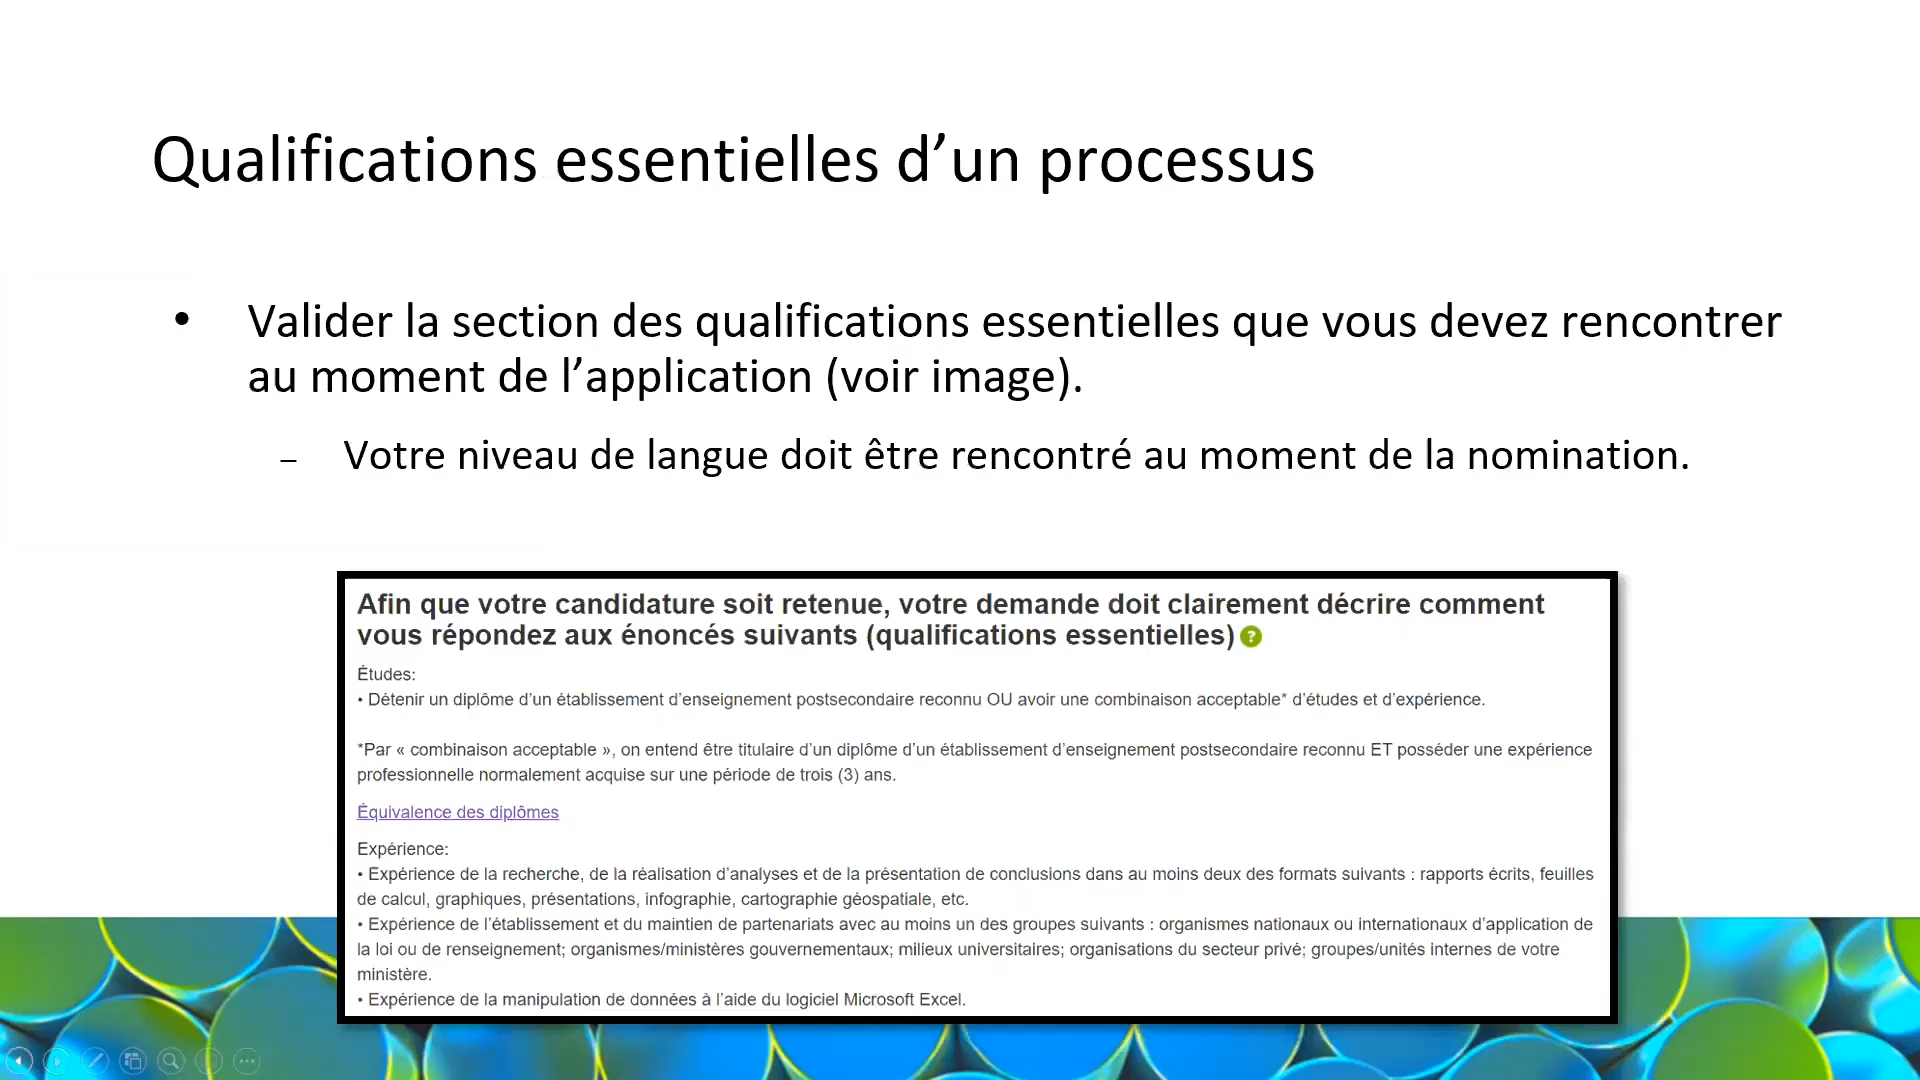 Qualifications essentielles d’un processus
• Valider la section des qualifications essentielles que vous devez rencontrer
au moment de l’application (voir image).
– Votre niveau de langue doit être rencontré au moment de la nomination.
Afin que votre candidature soit retenue, votre demande doit clairement décrire comment
vous répondez aux énoncés suivants (qualifications essentielles) ?
Études:
• Détenir un diplôme d’un établissement d’enseignement postsecondaire reconnu OU avoir une combinaison acceptable* d’études et d’expérience.
*Par « combinaison acceptable », on entend être titulaire d’un diplôme d’un établissement d’enseignement postsecondaire reconnu ET posséder une expérience
professionnelle normalement acquise sur une période de trois (3) ans.
Équivalence des diplômes
Expérience:
• Expérience de la recherche, de la réalisation d’analyses et de la présentation de conclusions dans au moins deux des formats suivants : rapports écrits, feuilles
de calcul, graphiques, présentations, infographie, cartographie géospatiale, etc.
• Expérience de l’établissement et du maintien de partenariats avec au moins un des groupes suivants : organismes nationaux ou internationaux d’application de
la loi ou de renseignement; organismes/ministères gouvernementaux; milieux universitaires; organisations du secteur privé; groupes/unités internes de votre
ministère.
• Expérience de la manipulation de données à l’aide du logiciel Microsoft Excel.